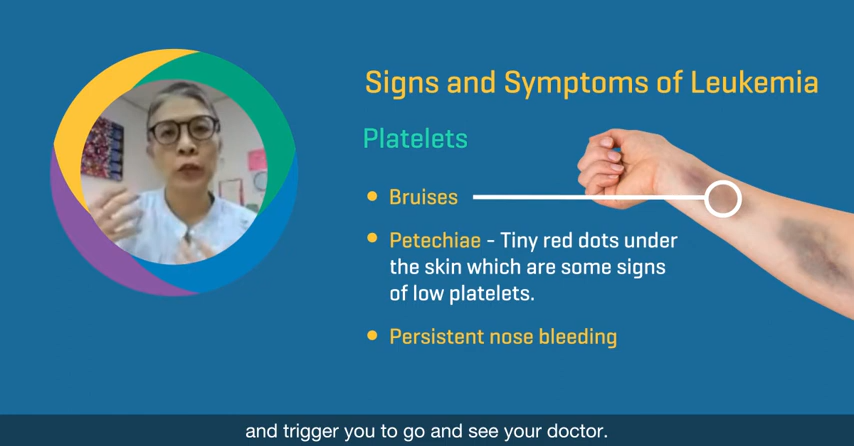 Signs and Symptoms of Leukemia
Platelets
• Bruises
• Petechiae - Tiny red dots under
the skin which are some signs
of low platelets.
• Persistent nose bleeding
and trigger you to go and see your doctor.